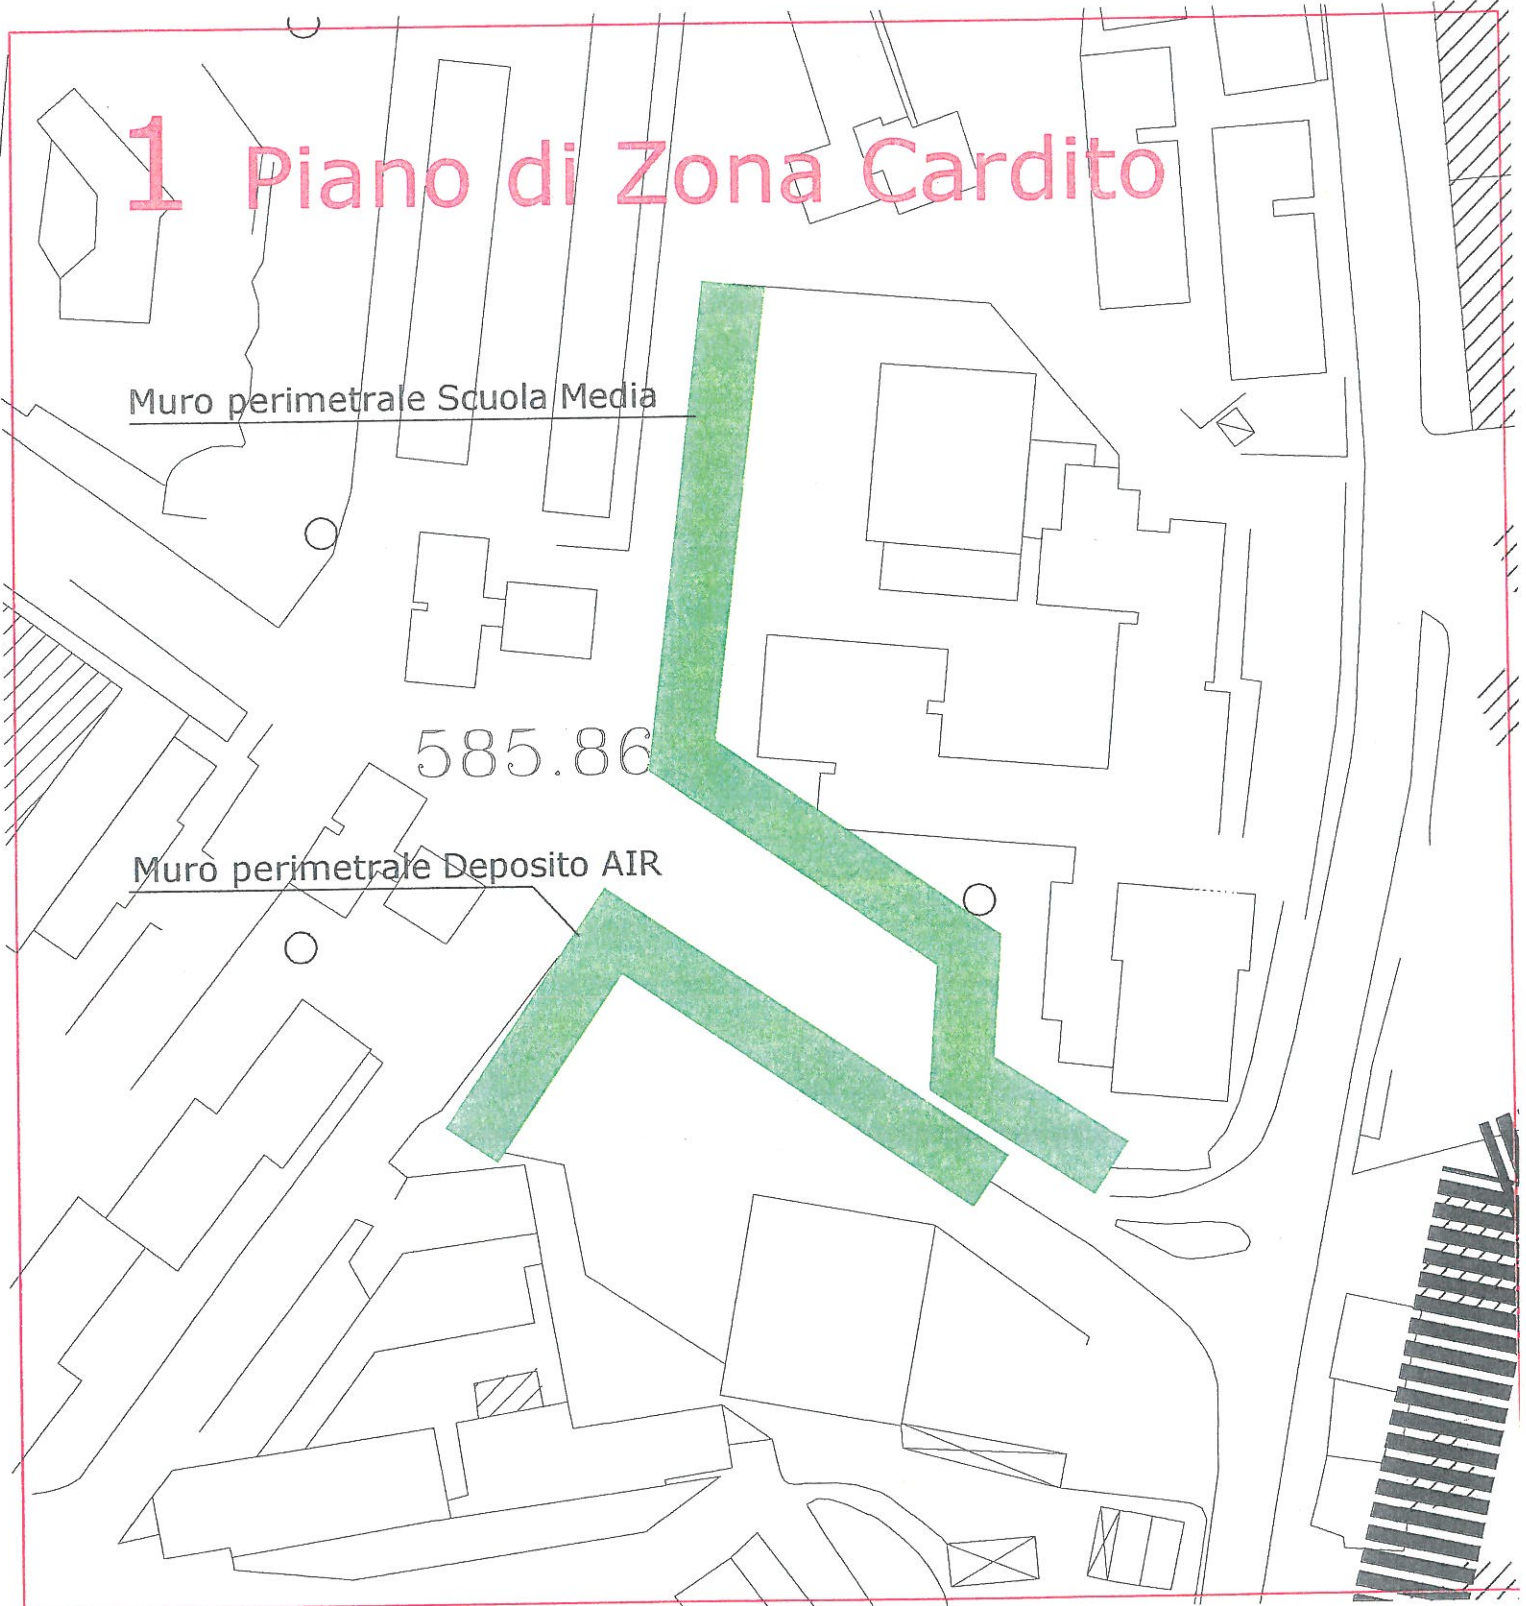 1 Piano di Zona Cardito
Muro perimetrale Scuola Media
585.86
Muro perimetrale Deposito AIR